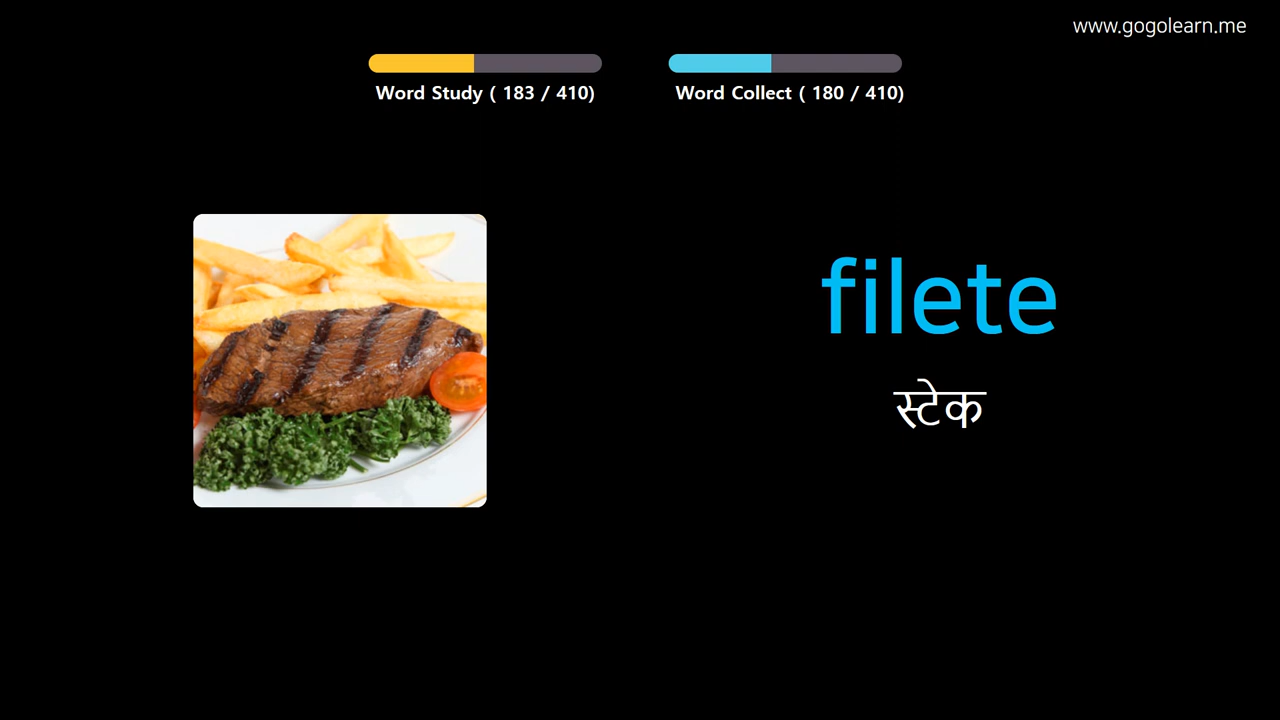 www.gogolearn.me
Word Study ( 183 / 410)
Word Collect ( 180 / 410)
filete
स्टेक